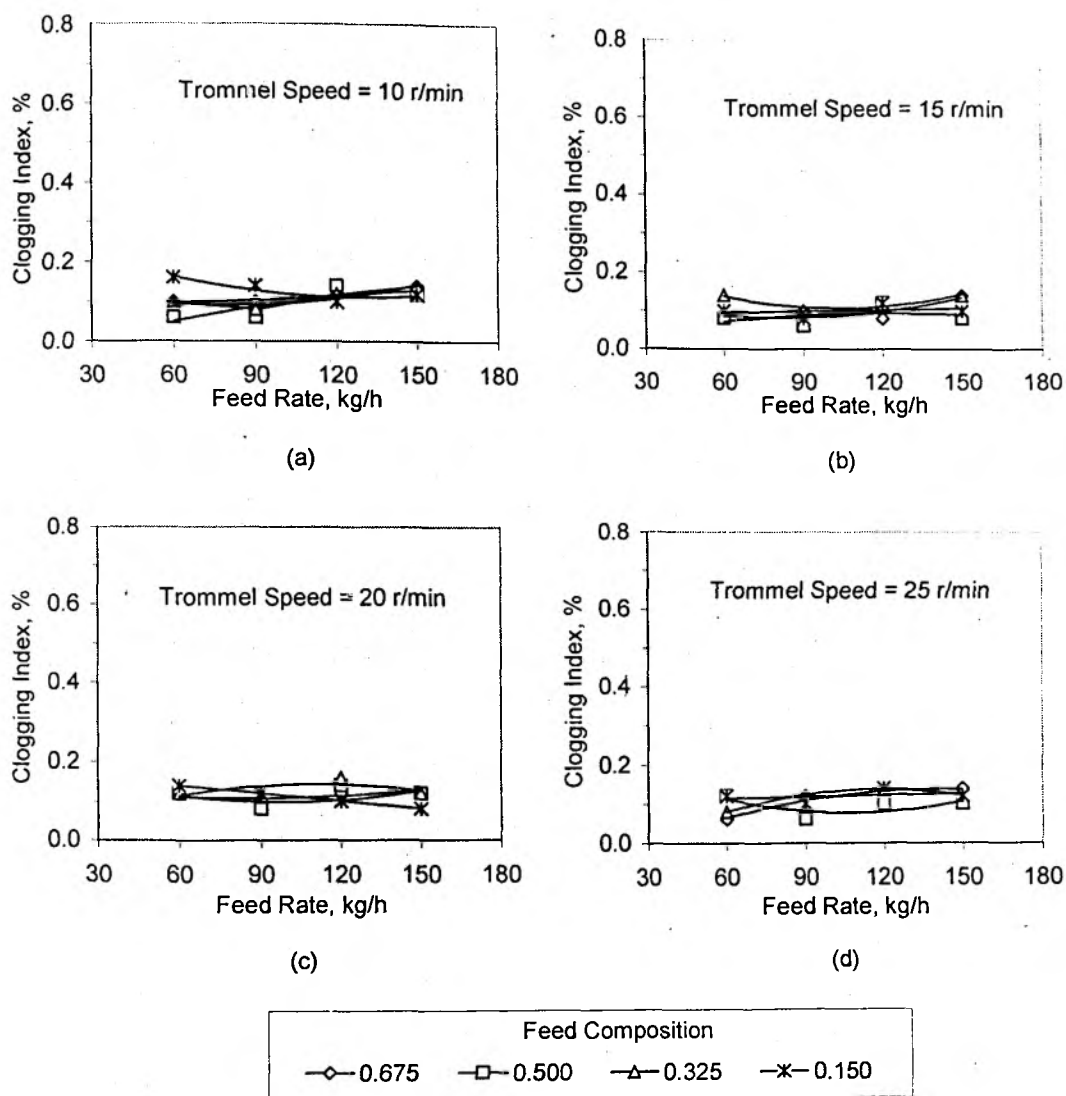 Trommel Speed = 10 r/min
Clogging Index, %
0.8
0.6
0.4
0.2
0.0
30 60 90 120 150 180
Feed Rate, kg/h
(a)
Trommel Speed = 15 r/min
Clogging Index, %
0.8
0.6
0.4
0.2
0.0
30 60 90 120 150 180
Feed Rate, kg/h
(b)
Trommel Speed = 20 r/min
Clogging Index, %
0.8
0.6
0.4
0.2
0.0
30 60 90 120 150 180
Feed Rate, kg/h
(c)
Trommel Speed = 25 r/min
Clogging Index, %
0.8
0.6
0.4
0.2
0.0
30 60 90 120 150 180
Feed Rate, kg/h
(d)
Feed Composition
0.675 0.500 0.325 0.150